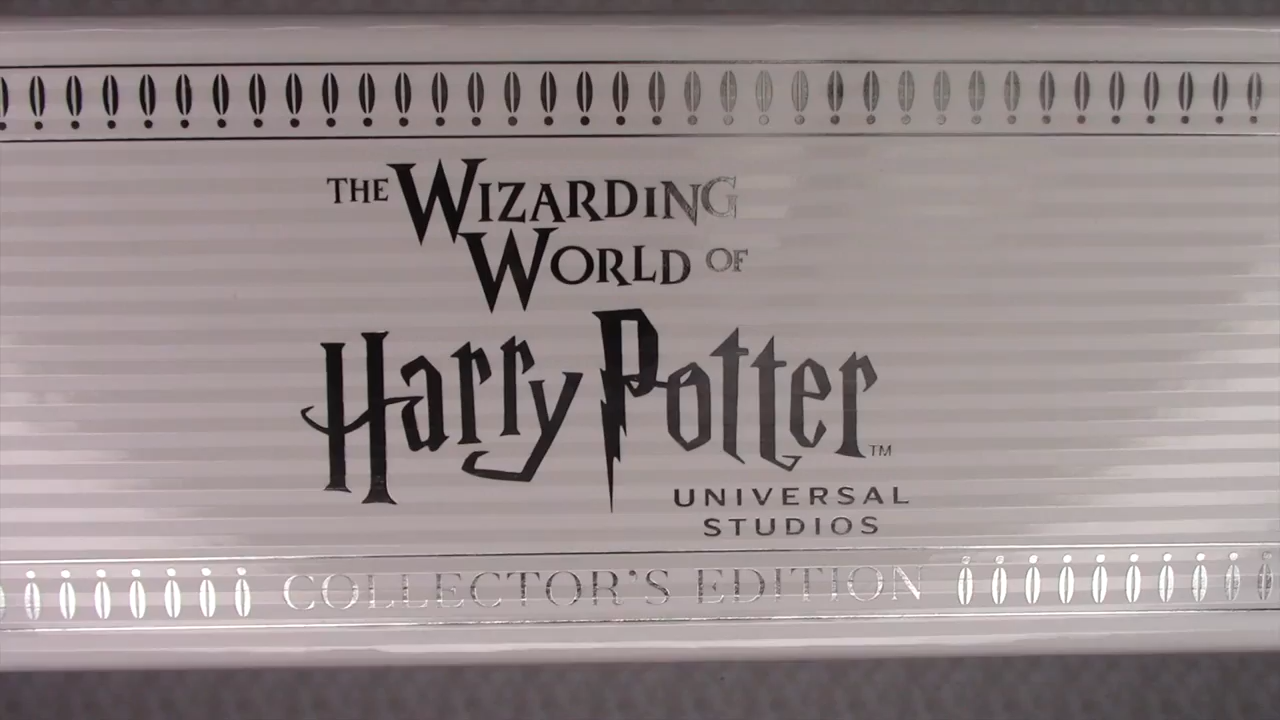 THE WIZARDING
WORLD OF
Harry Potter™
UNIVERSAL
STUDIOS
COLLECTOR'S EDITION